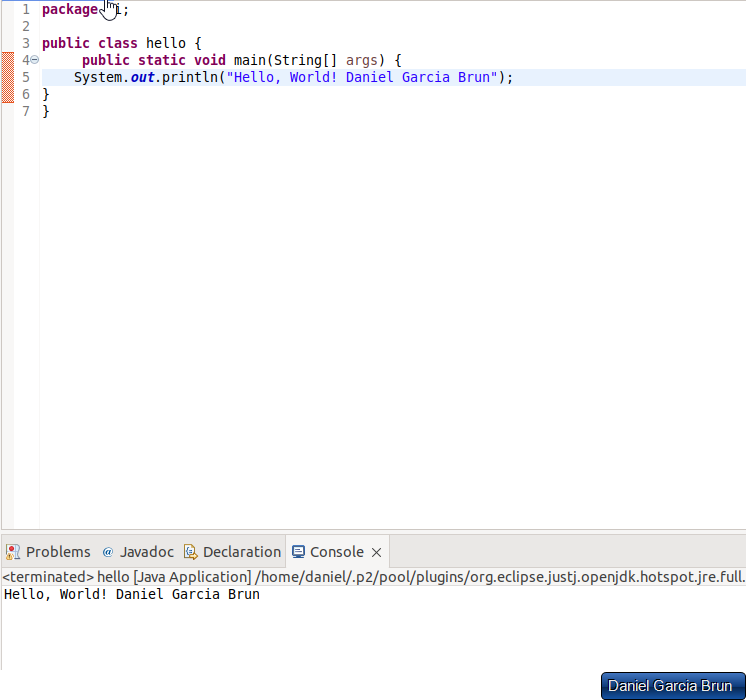 1 package
2
3 public class hello {
4 public static void main(String[] args) {
5 System.out.println("Hello, World! Daniel Garcia Brun");
6 }
7 }
Problems @ Javadoc Declaration Console
<terminated> hello [Java Application] /home/daniel/.p2/pool/plugins/org.eclipse.justj.openjdk.hotspot.jre.full.
Hello, World! Daniel Garcia Brun
Daniel Garcia Brun